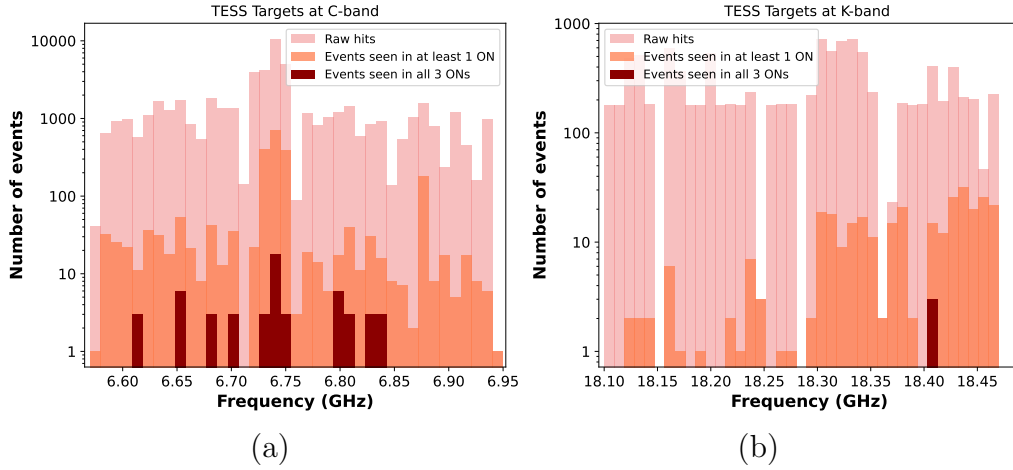 TESS Targets at C-band
Raw hits
Events seen in at least 1 ON
Events seen in all 3 ONs
10000
1000
100
10
1
Number of events
6.60 6.65 6.70 6.75 6.80 6.85 6.90 6.95
Frequency (GHz)
(a)
TESS Targets at K-band
Raw hits
Events seen in at least 1 ON
Events seen in all 3 ONs
1000
100
10
1
Number of events
18.10 18.15 18.20 18.25 18.30 18.35 18.40 18.45
Frequency (GHz)
(b)